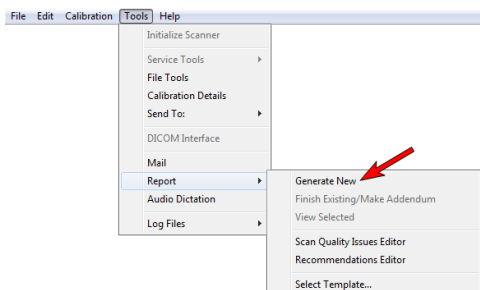 File Edit Calibration Tools Help
Initialize Scanner
Service Tools
File Tools
Calibration Details
Send To:
DICOM Interface
Mail
Report
Audio Dictation
Log Files
Generate New
Finish Existing/Make Addendum
View Selected
Scan Quality Issues Editor
Recommendations Editor
Select Template...